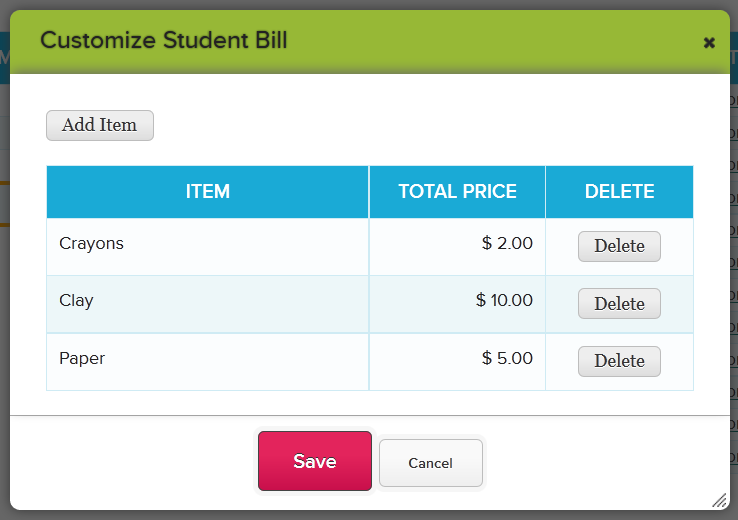 Customize Student Bill
Add Item
ITEM TOTAL PRICE DELETE
Crayons $ 2.00 Delete
Clay $ 10.00 Delete
Paper $ 5.00 Delete
Save Cancel